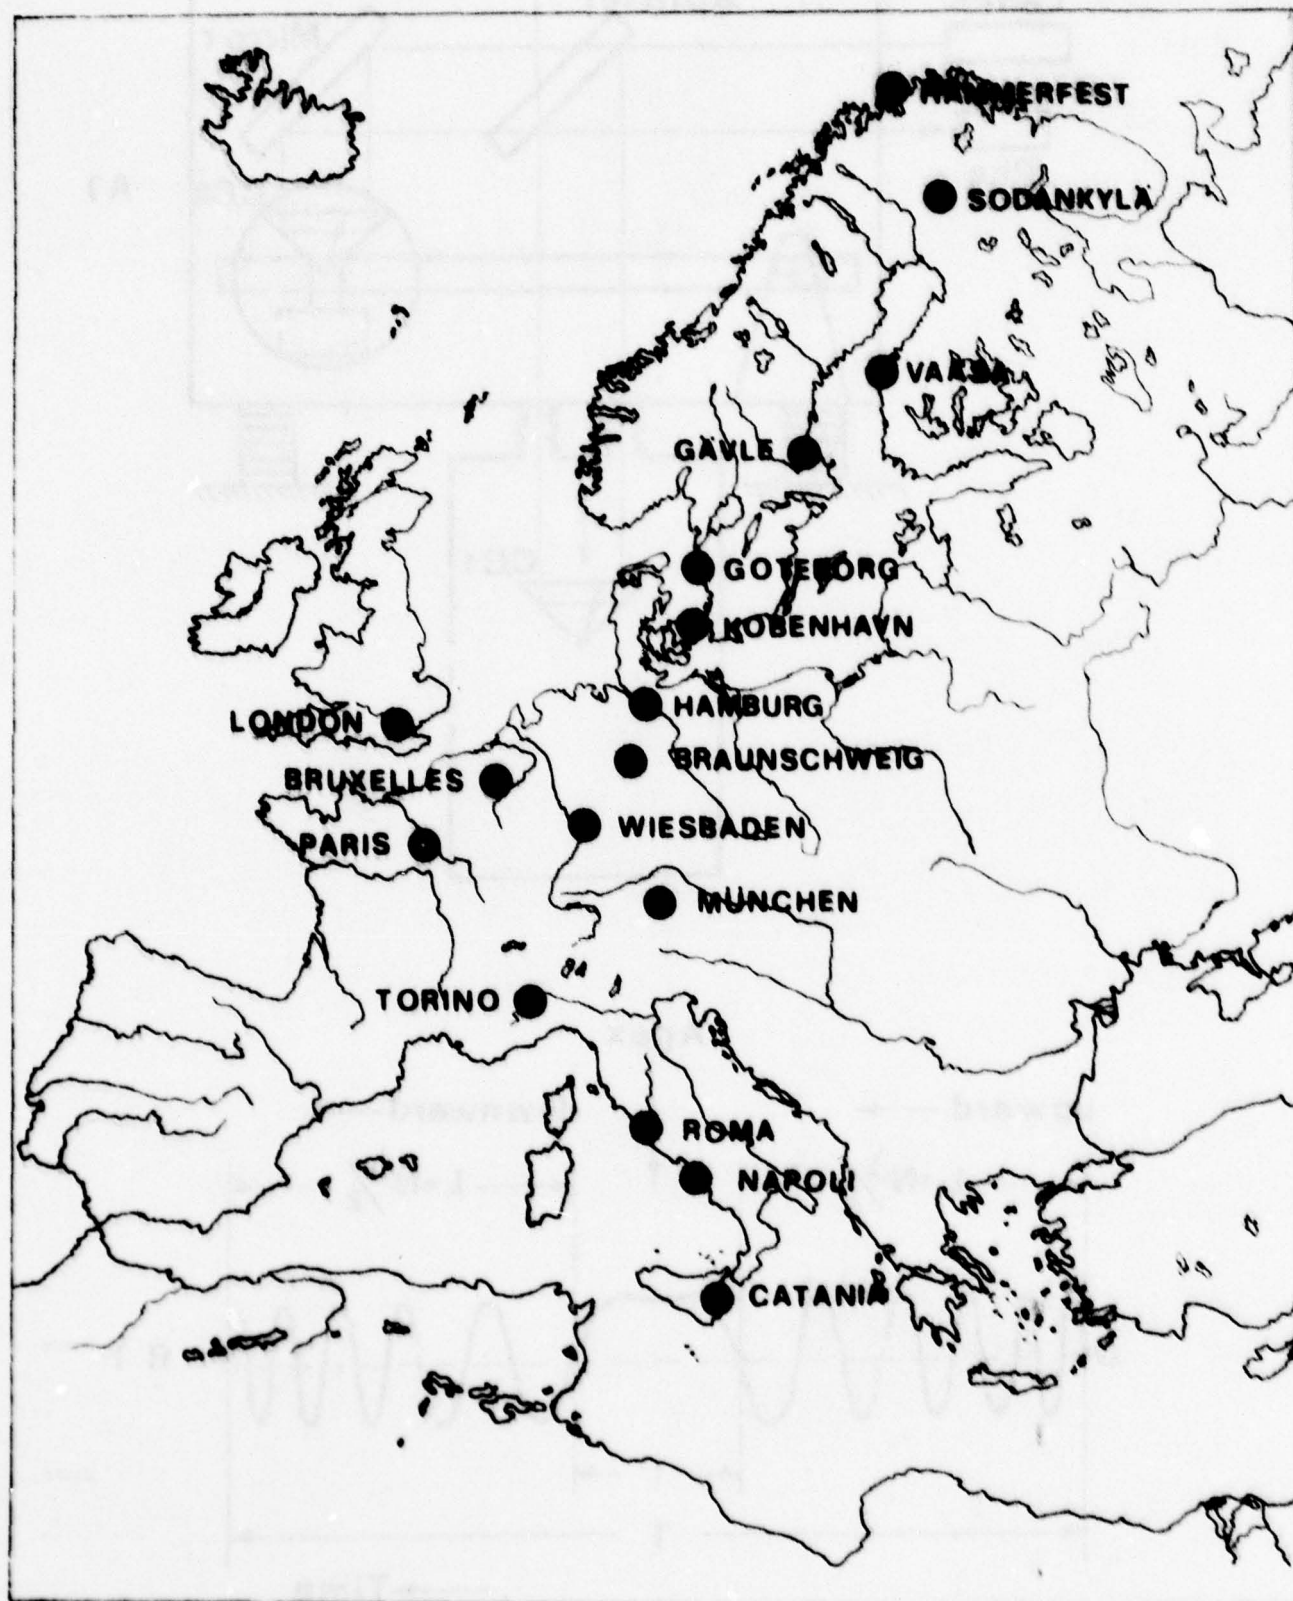 HAMMERFEST
SODANKYLÄ
VAASA
GÄVLE
GOTEBORG
KOBENHAVN
HAMBURG
LONDON
BRAUNSCHWEIG
BRUXELLES
WIESBADEN
PARIS
MÜNCHEN
TORINO
ROMA
NAPOLI
CATANIA